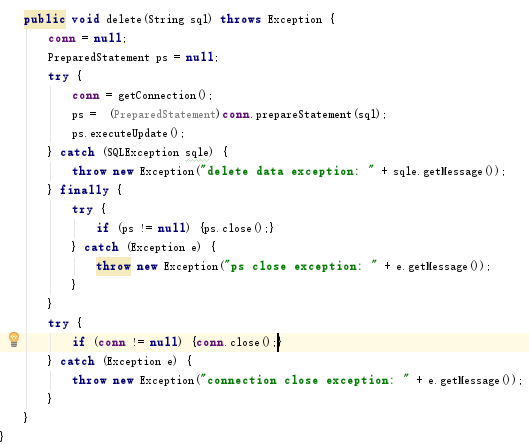 public void delete(String sql) throws Exception {
conn = null;
PreparedStatement ps = null;
try {
conn = getConnection();
ps = (PreparedStatement)conn.prepareStatement(sql);
ps.executeUpdate();
} catch (SQLException sqle) {
throw new Exception("delete data exception: " + sqle.getMessage());
} finally {
try {
if (ps != null) {ps.close();}
} catch (Exception e) {
throw new Exception("ps close exception: " + e.getMessage());
}
}
try {
if (conn != null) {conn.close();}
} catch (Exception e) {
throw new Exception("connection close exception: " + e.getMessage());
}
}
}